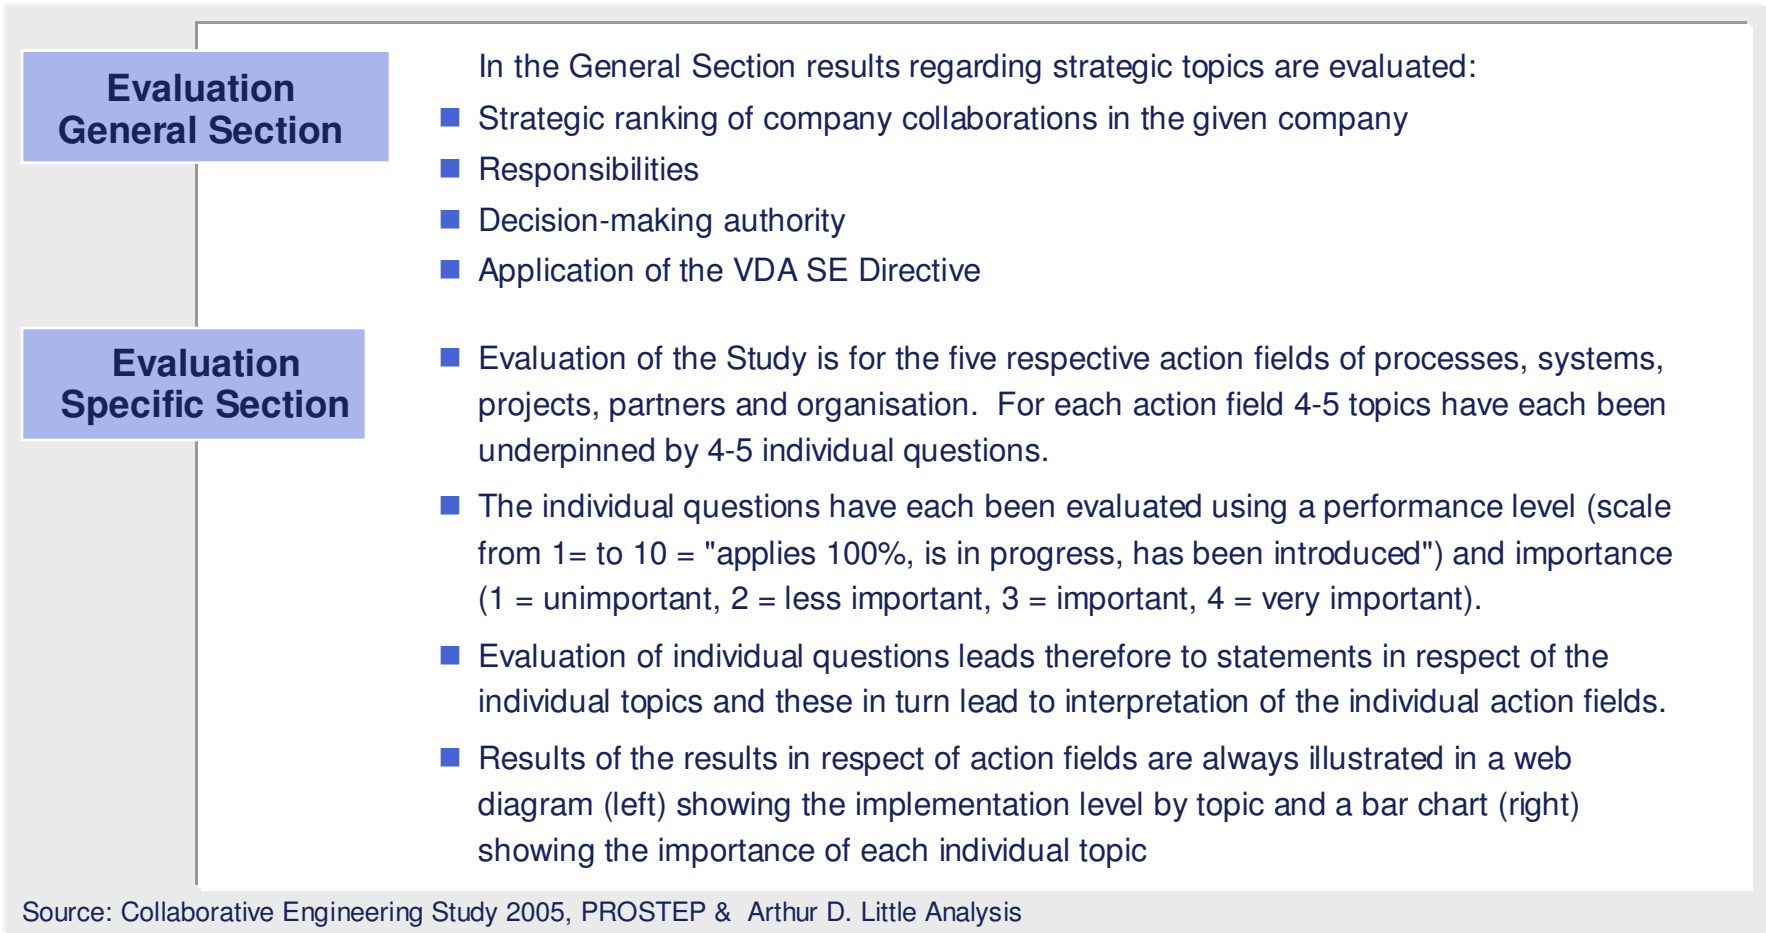 Evaluation
General Section
In the General Section results regarding strategic topics are evaluated:
Strategic ranking of company collaborations in the given company
Responsibilities
Decision-making authority
Application of the VDA SE Directive
Evaluation
Specific Section
Evaluation of the Study is for the five respective action fields of processes, systems,
projects, partners and organisation.  For each action field 4-5 topics have each been
underpinned by 4-5 individual questions.
The individual questions have each been evaluated using a performance level (scale
from 1= to 10 = "applies 100%, is in progress, has been introduced") and importance
(1 = unimportant, 2 = less important, 3 = important, 4 = very important).
Evaluation of individual questions leads therefore to statements in respect of the
individual topics and these in turn lead to interpretation of the individual action fields.
Results of the results in respect of action fields are always illustrated in a web
diagram (left) showing the implementation level by topic and a bar chart (right)
showing the importance of each individual topic
Source: Collaborative Engineering Study 2005, PROSTEP &  Arthur D. Little Analysis